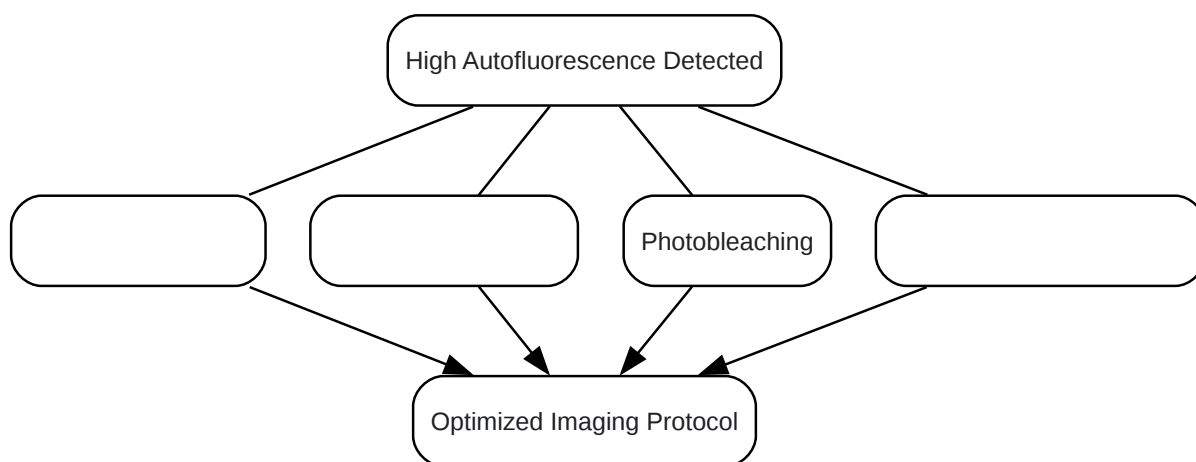 High Autofluorescence Detected
Photobleaching
Optimized Imaging Protocol